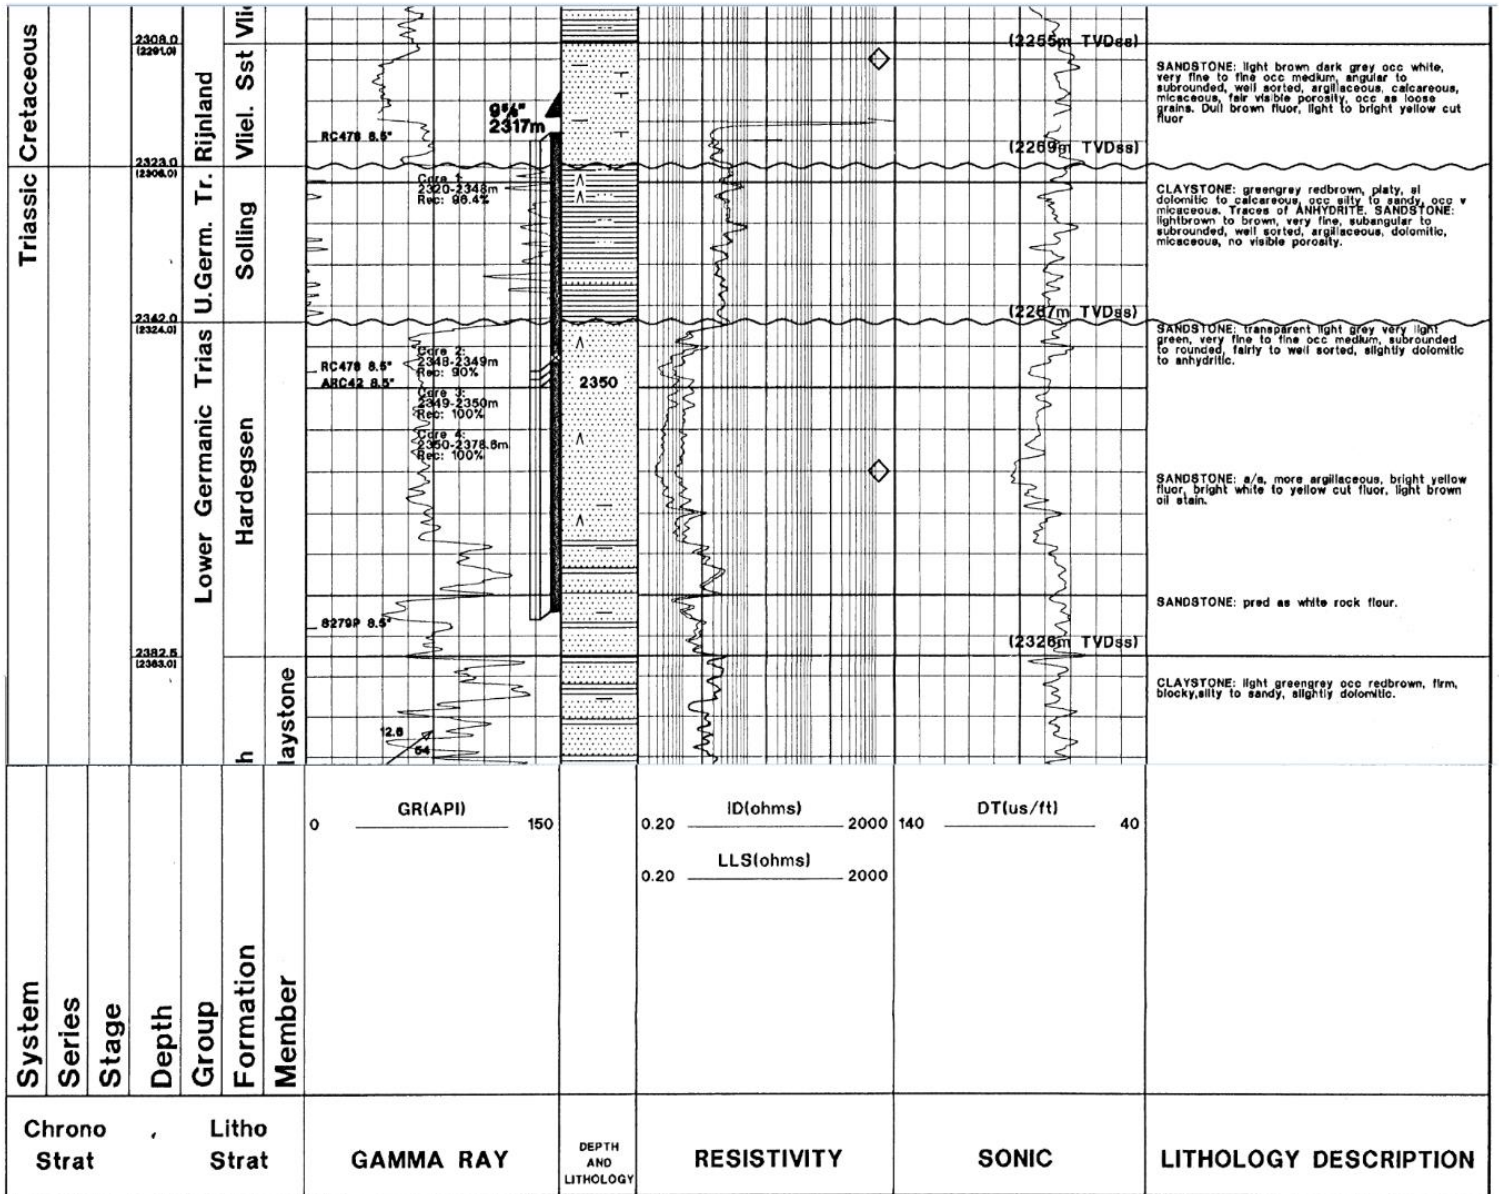 Cretaceous
Triassic
Rijnland
U.Germ. Tr.
Lower Germanic Trias
Vliel. Sst
Solling
Hardegsen
h
laystone
2308.0
(2291.0)
2323.0
(2306.0)
2342.0
(2324.0)
2382.5
(2363.0)
9⅝"
2317m
RC476 8.5"
Core 1:
2320-2348m
Rec: 96.4%
Core 2:
2348-2349m
Rec: 90%
RC476 8.5"
ARC42 8.5"
Core 3:
2349-2350m
Rec: 100%
Core 4:
2350-2378.6m
Rec: 100%
S279P 8.5"
12.6
64
2350
(2255m TVDss)
(2269m TVDss)
(2287m TVDss)
(2326m TVDss)
SANDSTONE: light brown dark grey occ white,
very fine to fine occ medium, angular to
subrounded, well sorted, argillaceous, calcareous,
micaceous, fair visible porosity, occ as loose
grains. Dull brown fluor, light to bright yellow cut
fluor
CLAYSTONE: greengrey redbrown, platy, sl
dolomitic to calcareous, occ silty to sandy, occ v
micaceous. Traces of ANHYDRITE. SANDSTONE:
lightbrown to brown, very fine, subangular to
subrounded, well sorted, argillaceous, dolomitic,
micaceous, no visible porosity.
SANDSTONE: transparent light grey very light
green, very fine to fine occ medium, subrounded
to rounded, fairly to well sorted, slightly dolomitic
to anhydritic.
SANDSTONE: a/a, more argillaceous, bright yellow
fluor, bright white to yellow cut fluor, light brown
oil stain.
SANDSTONE: pred as white rock flour.
CLAYSTONE: light greengrey occ redbrown, firm,
blocky,silty to sandy, slightly dolomitic.
GR(API)
0 150
ID(ohms)
0.20 2000
LLS(ohms)
0.20 2000
DT(us/ft)
140 40
System
Series
Stage
Depth
Group
Formation
Member
Chrono
Strat
Litho
Strat
GAMMA RAY
DEPTH
AND
LITHOLOGY
RESISTIVITY
SONIC
LITHOLOGY DESCRIPTION